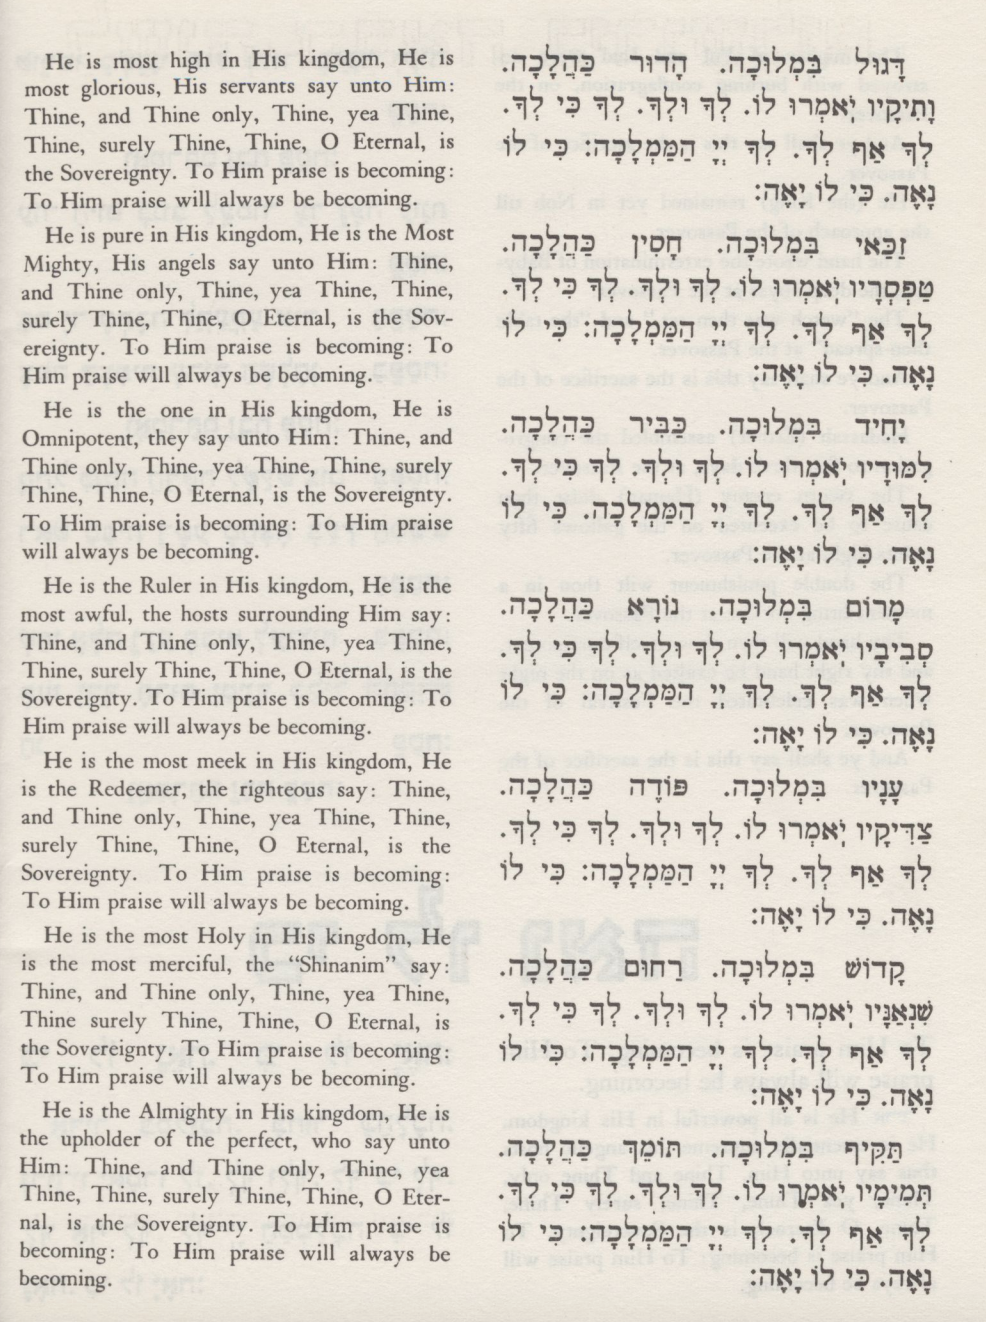 He is most high in His kingdom, He is
most glorious, His servants say unto Him:
Thine, and Thine only, Thine, yea Thine,
Thine, surely Thine, Thine, O Eternal, is
the Sovereignty. To Him praise is becoming:
To Him praise will always be becoming.
He is pure in His kingdom, He is the Most
Mighty, His angels say unto Him: Thine,
and Thine only, Thine, yea Thine, Thine,
surely Thine, Thine, O Eternal, is the Sov-
ereignty. To Him praise is becoming: To
Him praise will always be becoming.
He is the one in His kingdom, He is
Omnipotent, they say unto Him: Thine, and
Thine only, Thine, yea Thine, Thine, surely
Thine, Thine, O Eternal, is the Sovereignty.
To Him praise is becoming: To Him praise
will always be becoming.
He is the Ruler in His kingdom, He is the
most awful, the hosts surrounding Him say:
Thine, and Thine only, Thine, yea Thine,
Thine, surely Thine, Thine, O Eternal, is the
Sovereignty. To Him praise is becoming: To
Him praise will always be becoming.
He is the most meek in His kingdom, He
is the Redeemer, the righteous say: Thine,
and Thine only, Thine, yea Thine, Thine,
surely Thine, Thine, O Eternal, is the
Sovereignty. To Him praise is becoming:
To Him praise will always be becoming.
He is the most Holy in His kingdom, He
is the most merciful, the “Shinanim” say:
Thine, and Thine only, Thine, yea Thine,
Thine surely Thine, Thine, O Eternal, is
the Sovereignty. To Him praise is becoming:
To Him praise will always be becoming.
He is the Almighty in His kingdom, He is
the upholder of the perfect, who say unto
Him: Thine, and Thine only, Thine, yea
Thine, Thine, surely Thine, Thine, O Eter-
nal, is the Sovereignty. To Him praise is
becoming: To Him praise will always be
becoming.
דָּגוּל בִּמְלוּכָה. הָדוּר כַּהֲלָכָה.
וָתִיקָיו יֹאמְרוּ לוֹ. לְךָ וּלְךָ. לְךָ כִּי לְךָ.
לְךָ אַף לְךָ. לְךָ יְיָ הַמַּמְלָכָה: כִּי לוֹ
נָאֶה. כִּי לוֹ יָאֶה:
זַכַּאי בִּמְלוּכָה. חָסִין כַּהֲלָכָה.
טַפְסְרָיו יֹאמְרוּ לוֹ. לְךָ וּלְךָ. לְךָ כִּי לְךָ.
לְךָ אַף לְךָ. לְךָ יְיָ הַמַּמְלָכָה: כִּי לוֹ
נָאֶה. כִּי לוֹ יָאֶה:
יָחִיד בִּמְלוּכָה. כַּבִּיר כַּהֲלָכָה.
לִמּוּדָיו יֹאמְרוּ לוֹ. לְךָ וּלְךָ. לְךָ כִּי לְךָ.
לְךָ אַף לְךָ. לְךָ יְיָ הַמַּמְלָכָה. כִּי לוֹ
נָאֶה. כִּי לוֹ יָאֶה:
מָרוֹם בִּמְלוּכָה. נוֹרָא כַּהֲלָכָה.
סְבִיבָיו יֹאמְרוּ לוֹ. לְךָ וּלְךָ. לְךָ כִּי לְךָ.
לְךָ אַף לְךָ. לְךָ יְיָ הַמַּמְלָכָה: כִּי לוֹ
נָאֶה. כִּי לוֹ יָאֶה:
עָנָיו בִּמְלוּכָה. פּוֹדֶה כַּהֲלָכָה.
צַדִּיקָיו יֹאמְרוּ לוֹ. לְךָ וּלְךָ. לְךָ כִּי לְךָ.
לְךָ אַף לְךָ. לְךָ יְיָ הַמַּמְלָכָה: כִּי לוֹ
נָאֶה. כִּי לוֹ יָאֶה:
קָדוֹשׁ בִּמְלוּכָה. רַחוּם כַּהֲלָכָה.
שִׁנְאַנָּיו יֹאמְרוּ לוֹ. לְךָ וּלְךָ. לְךָ כִּי לְךָ.
לְךָ אַף לְךָ. לְךָ יְיָ הַמַּמְלָכָה: כִּי לוֹ
נָאֶה. כִּי לוֹ יָאֶה:
תַּקִּיף בִּמְלוּכָה. תּוֹמֵךְ כַּהֲלָכָה.
תְּמִימָיו יֹאמְרוּ לוֹ. לְךָ וּלְךָ. לְךָ כִּי לְךָ.
לְךָ אַף לְךָ. לְךָ יְיָ הַמַּמְלָכָה: כִּי לוֹ
נָאֶה. כִּי לוֹ יָאֶה: